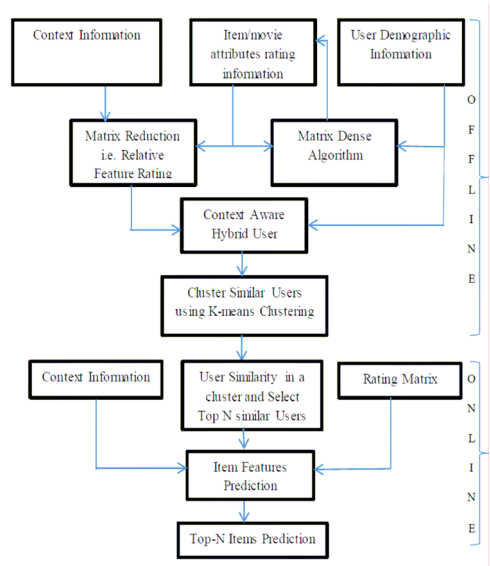 Context Information
Item/movie
attributes rating
information
User Demographic
Information
Matrix Reduction
i.e. Relative
Feature Rating
Matrix Dense
Algorithm
Context Aware
Hybrid User
Cluster Similar Users
using K-means Clustering
O
F
F
L
I
N
E
Context Information
User Similarity in a
cluster and Select
Top N similar Users
Rating Matrix
Item Features
Prediction
Top-N Items Prediction
O
N
L
I
N
E